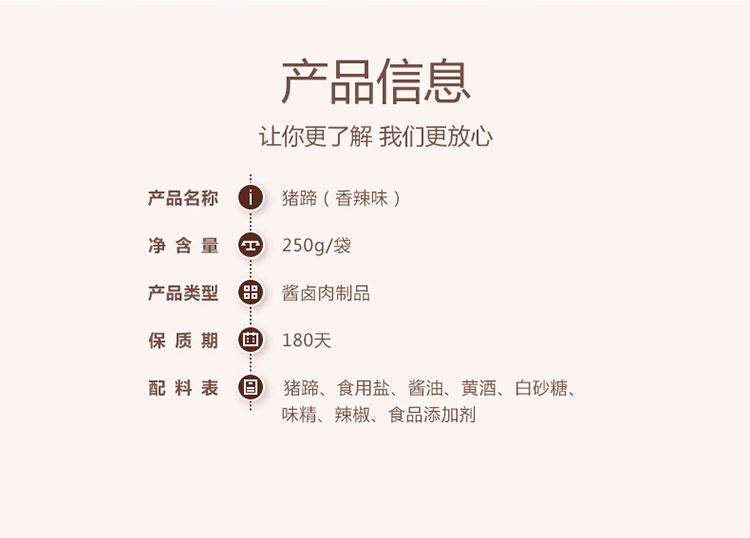 产品信息
让你更了解 我们更放心
产品名称 猪蹄（香辣味）
净含量 250g/袋
产品类型 酱卤肉制品
保质期 180天
配料表 猪蹄、食用盐、酱油、黄酒、白砂糖、
味精、辣椒、食品添加剂